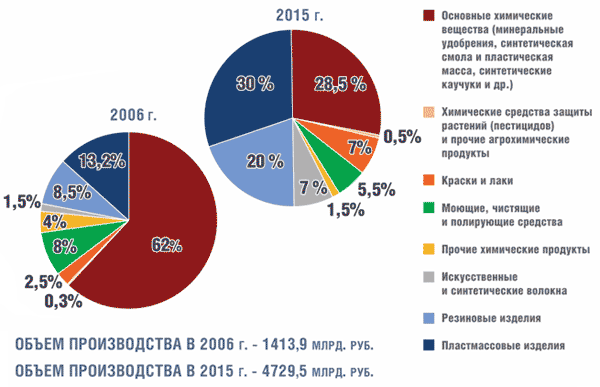 2015 г.
30 %
28,5 %
0,5%
7%
5,5%
1,5%
7 %
20 %
2006 г.
13,2%
8,5%
1,5%
4%
8%
2,5%
0,3%
62%
Основные химические
вещества (минеральные
удобрения, синтетическая
смола и пластическая
масса, синтетические
каучуки и др.)
Химические средства защиты
растений (пестицидов)
и прочие агрохимические
продукты
Краски и лаки
Моющие, чистящие
и полирующие средства
Прочие химические продукты
Искусственные
и синтетические волокна
Резиновые изделия
Пластмассовые изделия
ОБЪЕМ ПРОИЗВОДСТВА В 2006 г. - 1413,9 МЛРД. РУБ.
ОБЪЕМ ПРОИЗВОДСТВА В 2015 г. - 4729,5 МЛРД. РУБ.